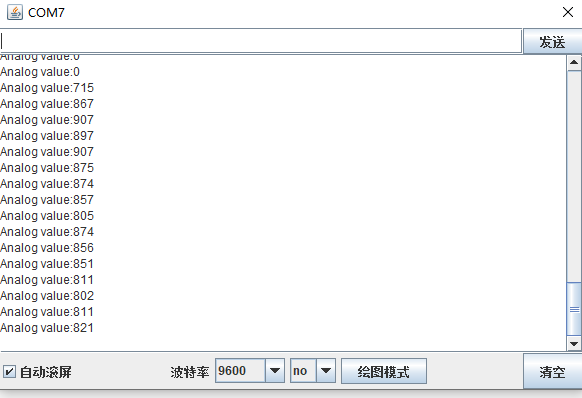 COM7
发送
Analog value:0
Analog value:0
Analog value:715
Analog value:867
Analog value:907
Analog value:897
Analog value:907
Analog value:875
Analog value:874
Analog value:857
Analog value:805
Analog value:874
Analog value:856
Analog value:851
Analog value:811
Analog value:802
Analog value:811
Analog value:821
自动滚屏 波特率 9600 no 绘图模式 清空